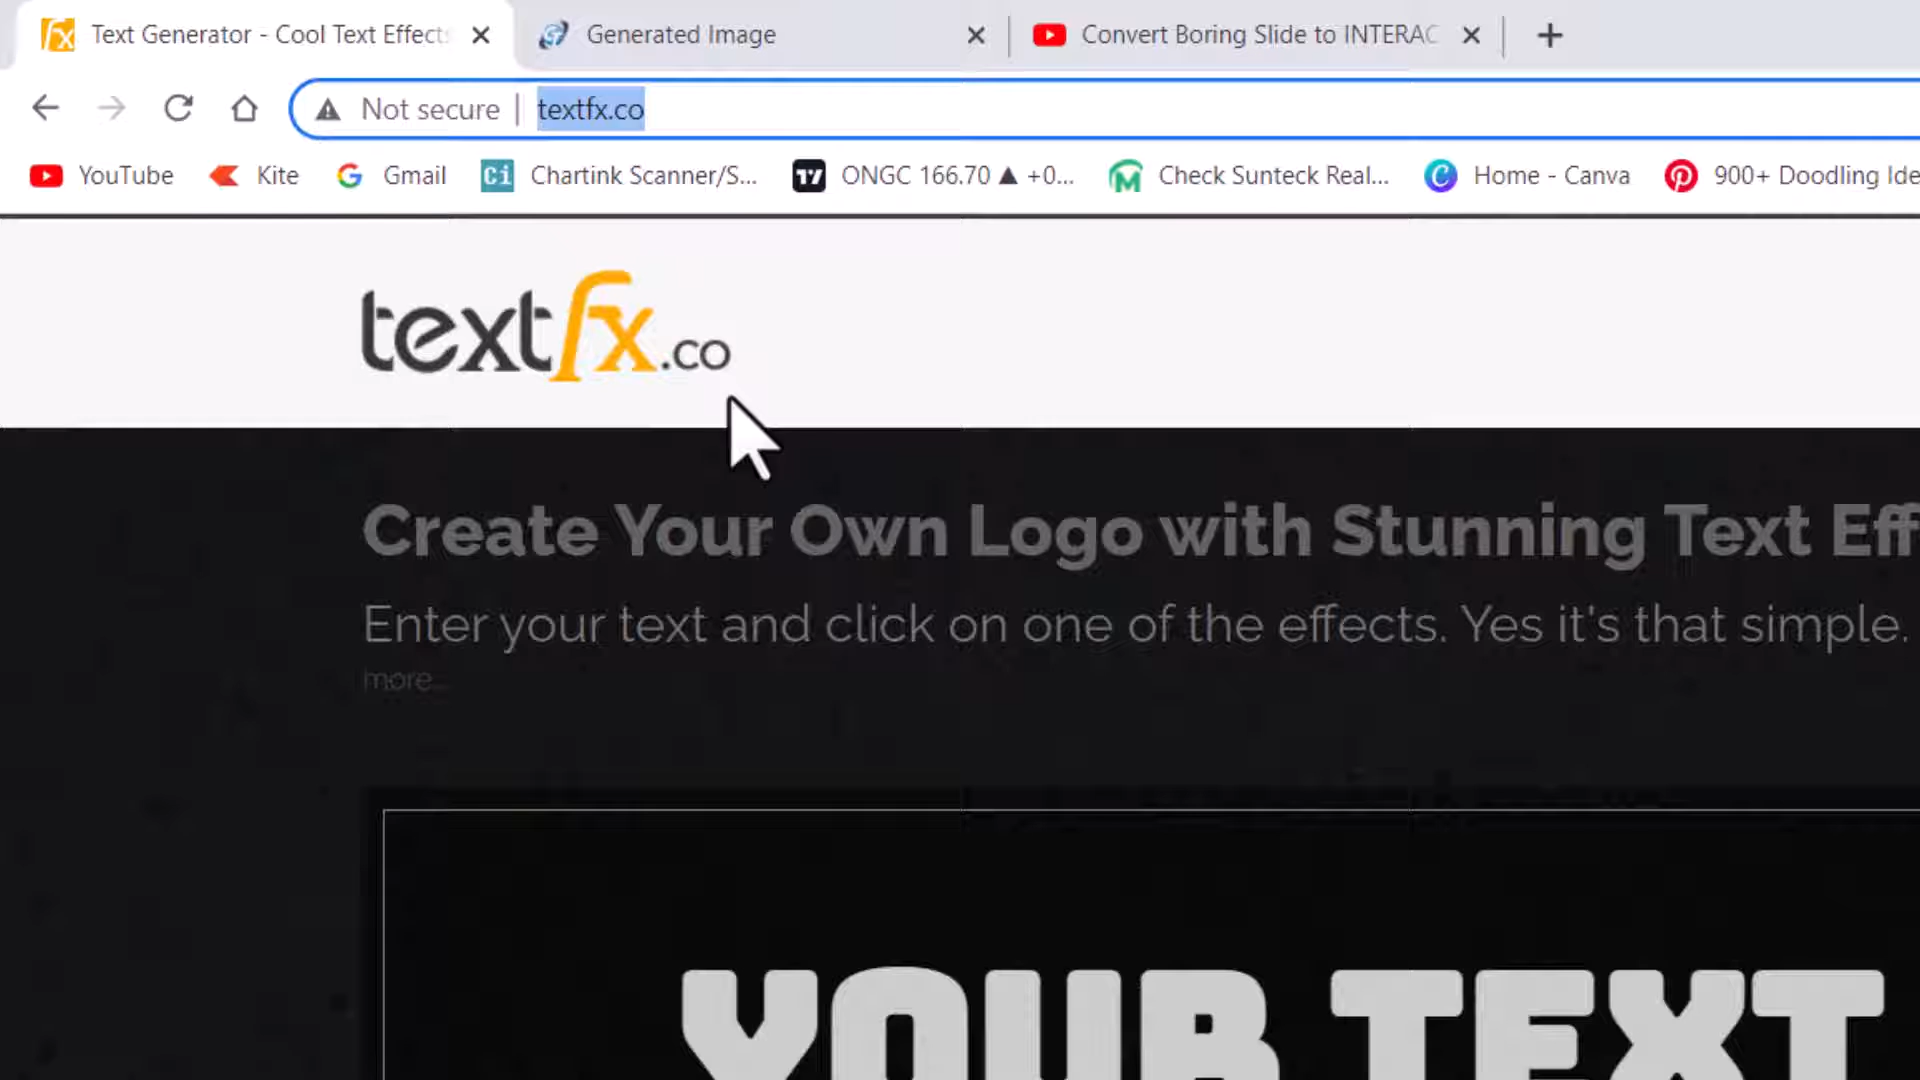 Text Generator - Cool Text Effects
Generated Image
Convert Boring Slide to INTERAC
Not secure
textfx.co
YouTube
Kite
Gmail
Ci
Chartink Scanner/S...
ONGC 166.70 ▲ +0...
Check Sunteck Real...
Home - Canva
900+ Doodling Ide
textfx.co
Create Your Own Logo with Stunning Text Eff
Enter your text and click on one of the effects. Yes it's that simple.
more...
YOUR TEXT